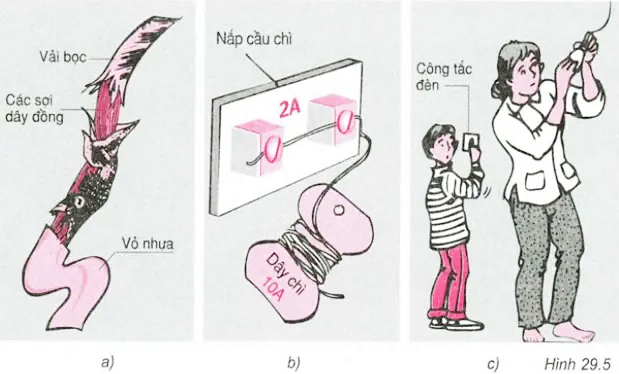 Vải bọc
Các sợi
dây đồng
Vỏ nhựa
a)
Nắp cầu chì
2A
Dây chì
10A
b)
Công tắc
đèn
c)
Hình 29.5